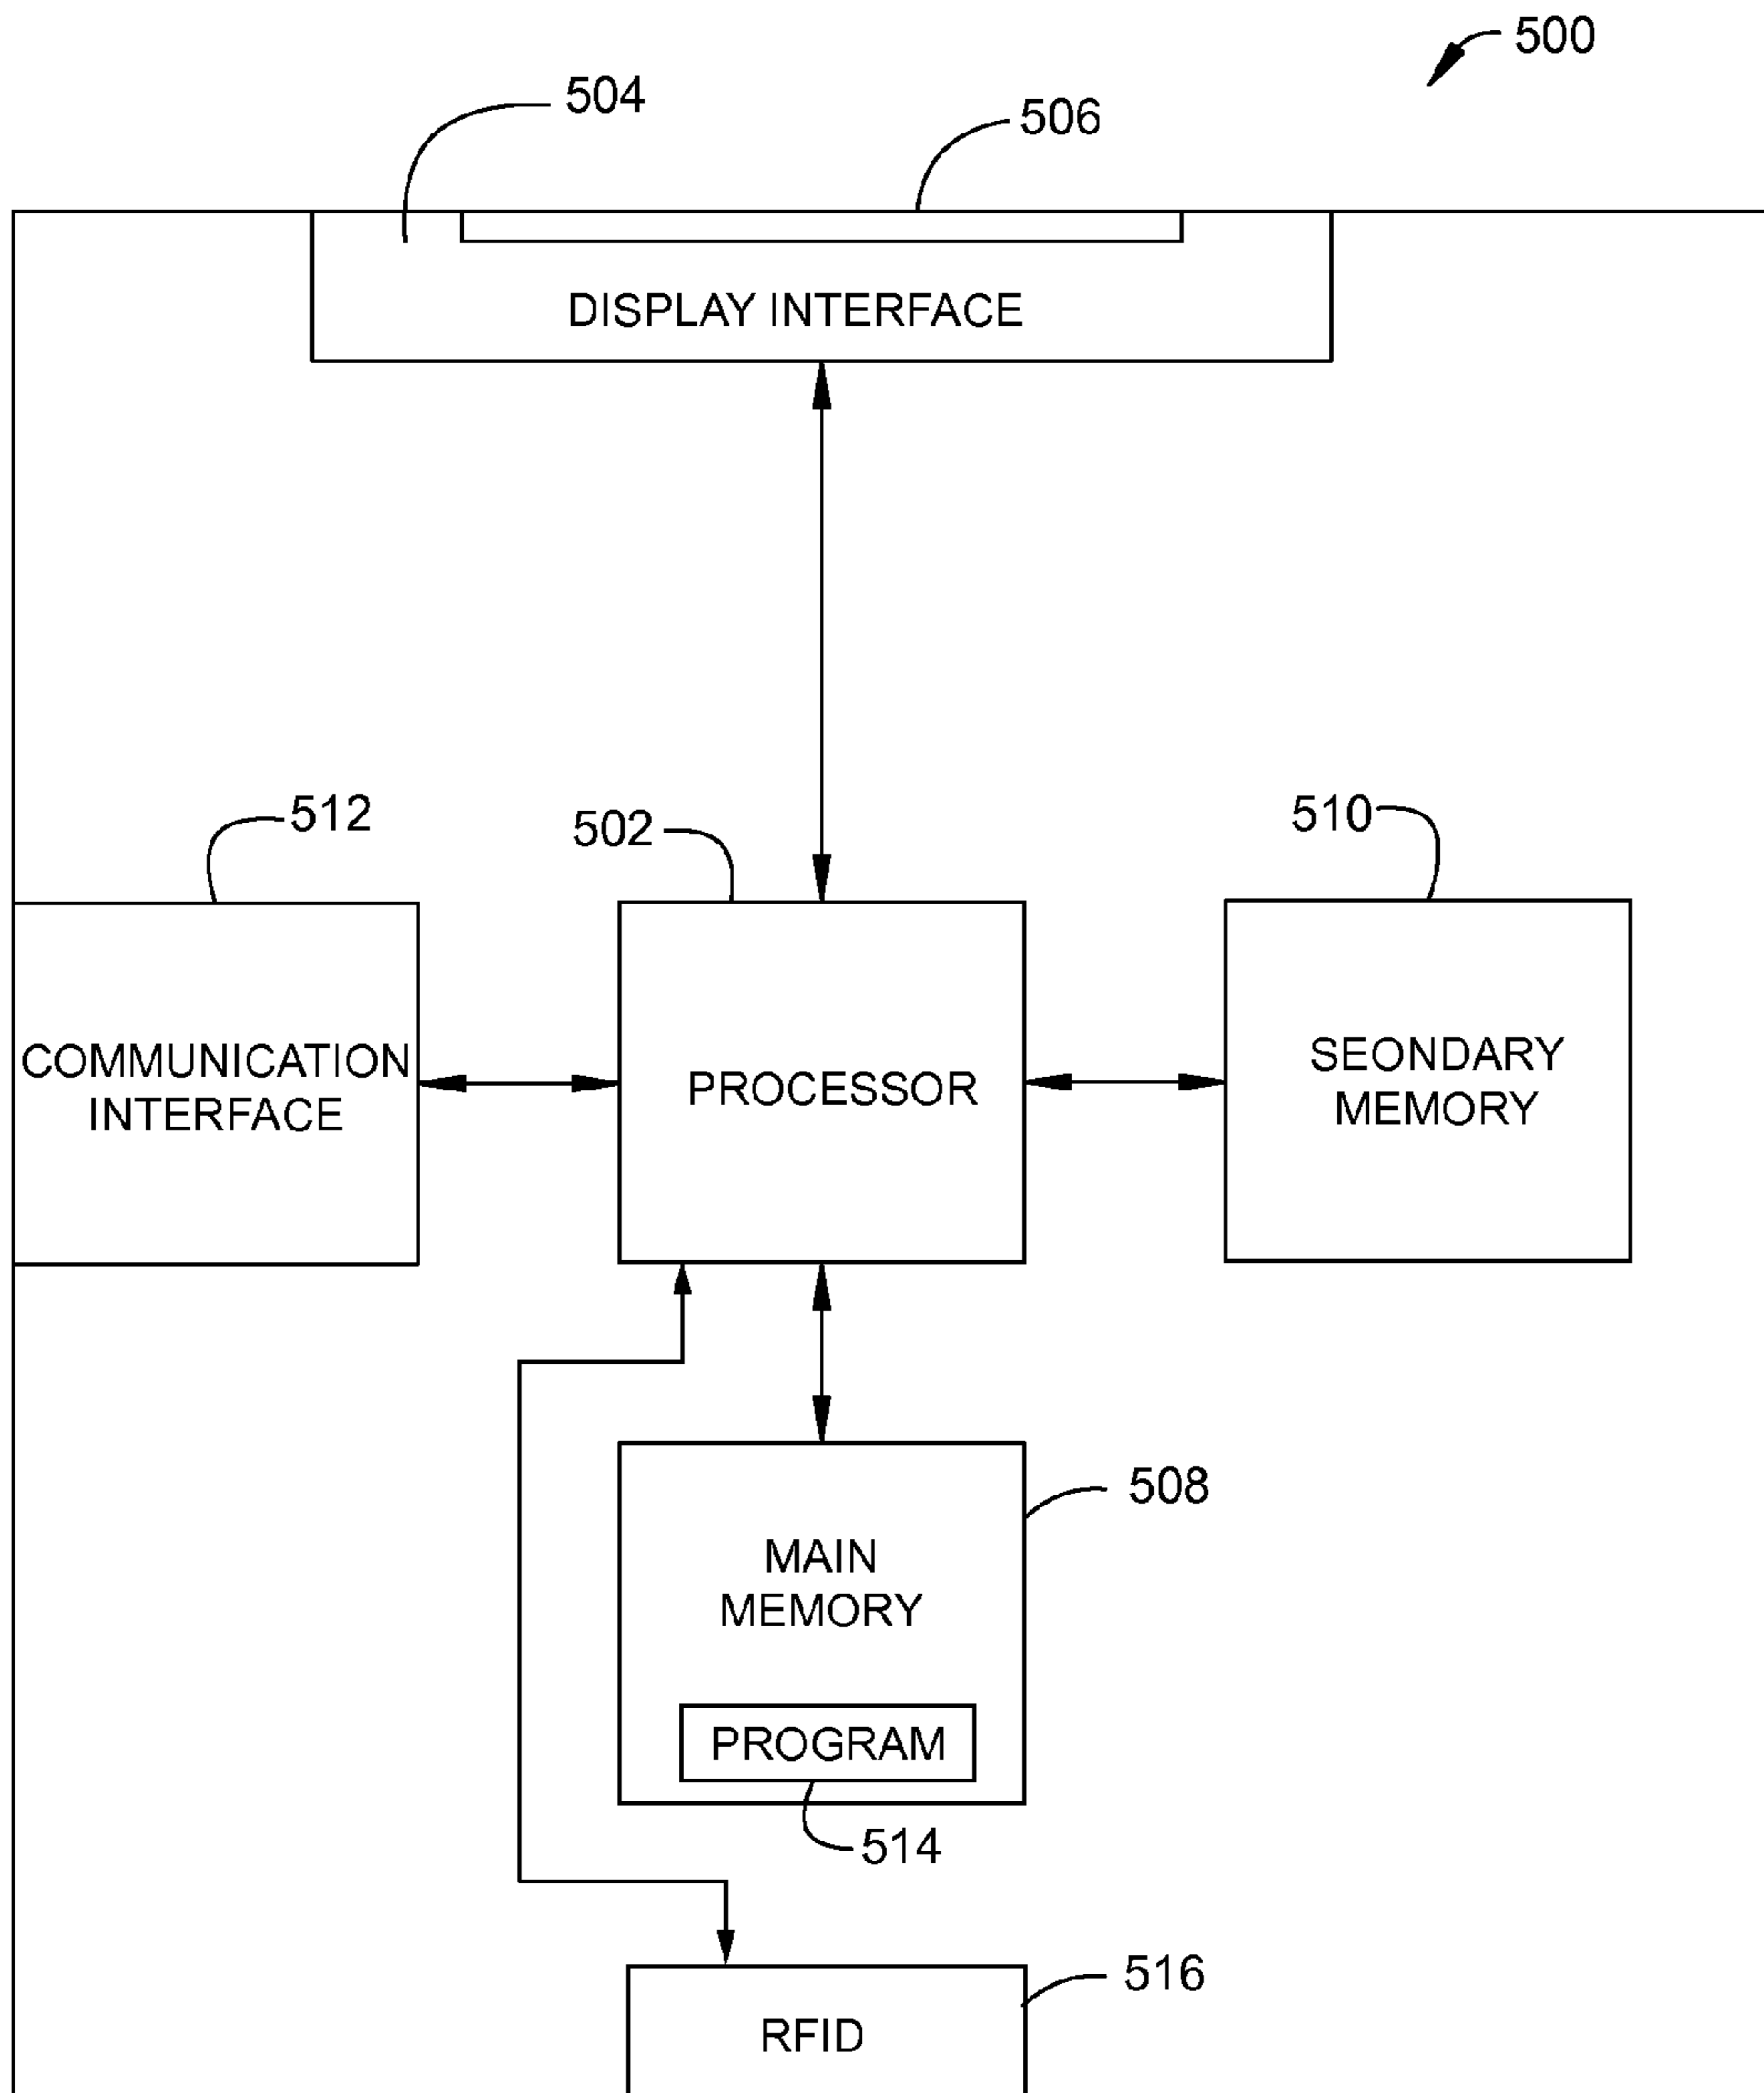 500
504
506
DISPLAY INTERFACE
512
502
510
COMMUNICATION
INTERFACE
PROCESSOR
SEONDARY
MEMORY
508
MAIN
MEMORY
PROGRAM
514
516
RFID